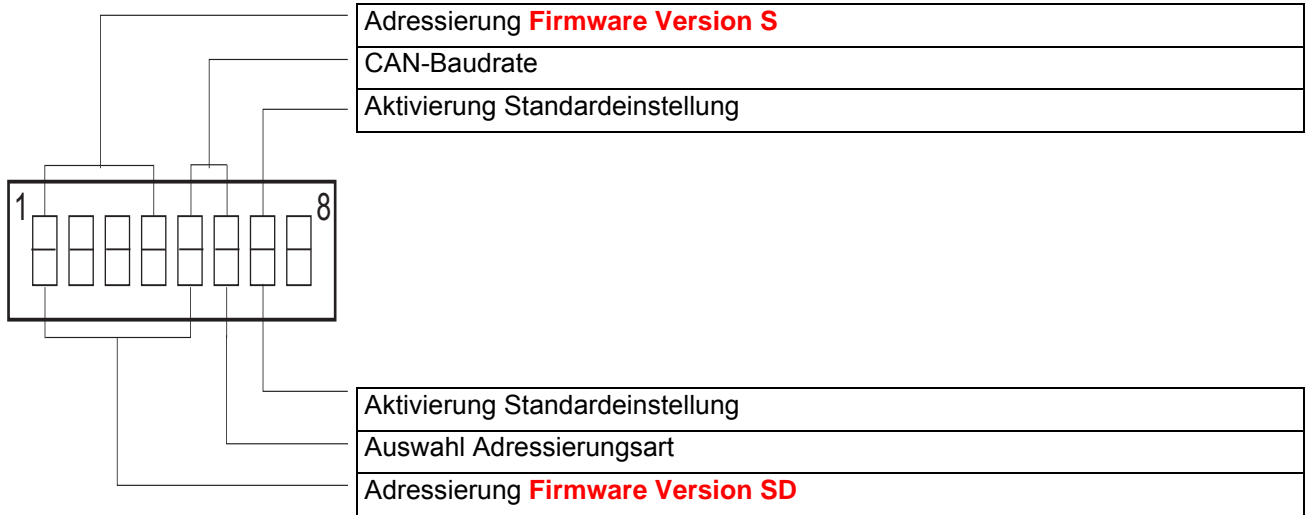 Adressierung Firmware Version S
CAN-Baudrate
Aktivierung Standardeinstellung
1 8
Aktivierung Standardeinstellung
Auswahl Adressierungsart
Adressierung Firmware Version SD